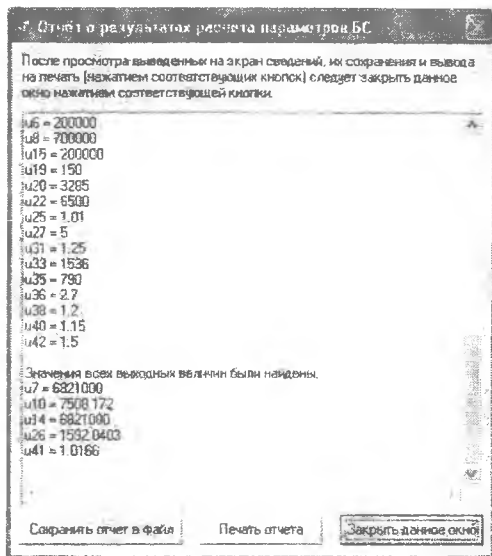 Отчёт о результатах расчета параметров БС
После просмотра выведенных на экран сведений, их сохранения и вывода
на печать (нажатием соответствующих кнопок) следует закрыть данное
окно нажатием соответствующей кнопки.
u6 = 200000
u8 = 700000
u15 = 200000
u19 = 150
u20 = 3285
u22 = 6500
u25 = 1.01
u27 = 5
u31 = 1.25
u33 = 1536
u35 = 790
u36 = 2.7
u38 = 1.2
u40 = 1.15
u42 = 1.5
Значения всех выходных величин были найдены.
u7 = 6821000
u10 = 7508.172
u14 = 6821000
u26 = 1592.0403
u41 = 1.0166
Сохранить отчет в файл
Печать отчета
Закрыть данное окно